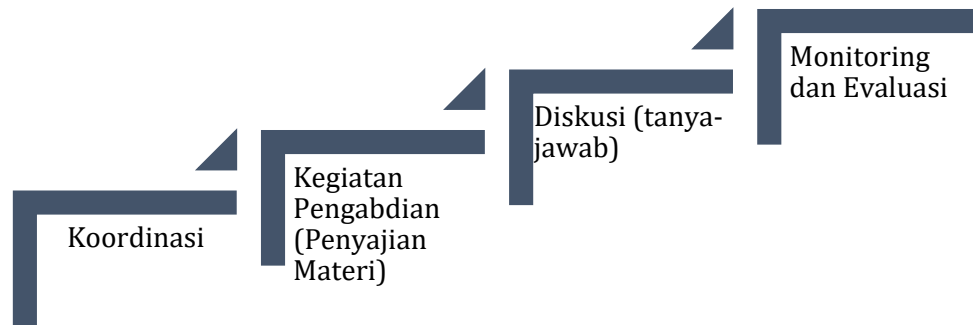 Koordinasi
Kegiatan
Pengabdian
(Penyajian
Materi)
Diskusi (tanya-
jawab)
Monitoring
dan Evaluasi